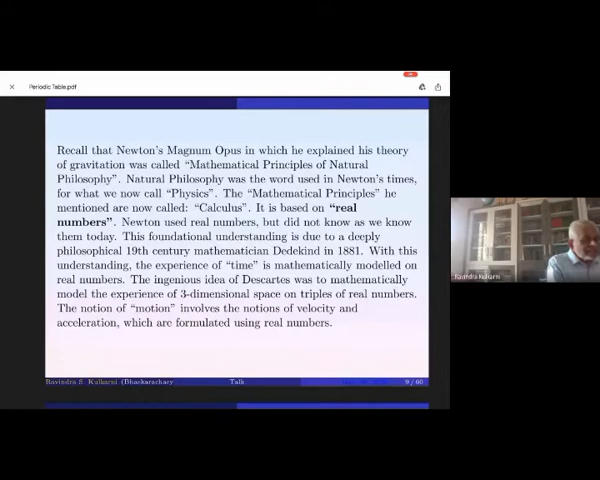 Periodic Table.pdf
Recall that Newton's Magnum Opus in which he explained his theory
of gravitation was called "Mathematical Principles of Natural
Philosophy". Natural Philosophy was the word used in Newton's times,
for what we now call "Physics". The "Mathematical Principles" he
mentioned are now called: "Calculus". It is based on "real
numbers". Newton used real numbers, but did not know as we know
them today. This foundational understanding is due to a deeply
philosophical 19th century mathematician Dedekind in 1881. With this
understanding, the experience of "time" is mathematically modelled on
real numbers. The ingenious idea of Descartes was to mathematically
model the experience of 3-dimensional space on triples of real numbers.
The notion of "motion" involves the notions of velocity and
acceleration, which are formulated using real numbers.
Ravindra S. Kulkarni (Bhaskarachary Talk 9 / 60
Ravindra Kulkarni